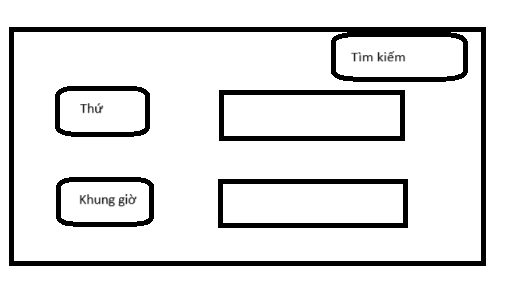 Tìm kiếm
Thứ
Khung giờ